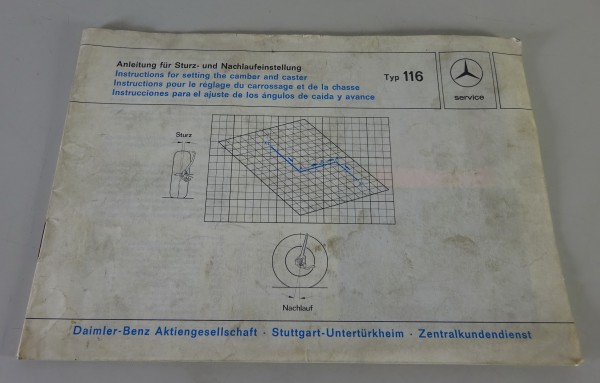 Anleitung für Sturz- und Nachlaufeinstellung
Instructions for setting the camber and caster
Instructions pour le réglage du carrossage et de la chasse
Instrucciones para el ajuste de los ángulos de caida y avance
Typ 116
service
Sturz
Nachlauf
Daimler-Benz Aktiengesellschaft · Stuttgart-Untertürkheim · Zentralkundendienst